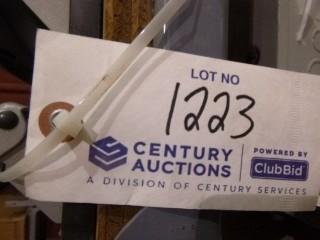 LOT NO
1223
CENTURY AUCTIONS
POWERED BY
ClubBid
A DIVISION OF CENTURY SERVICES